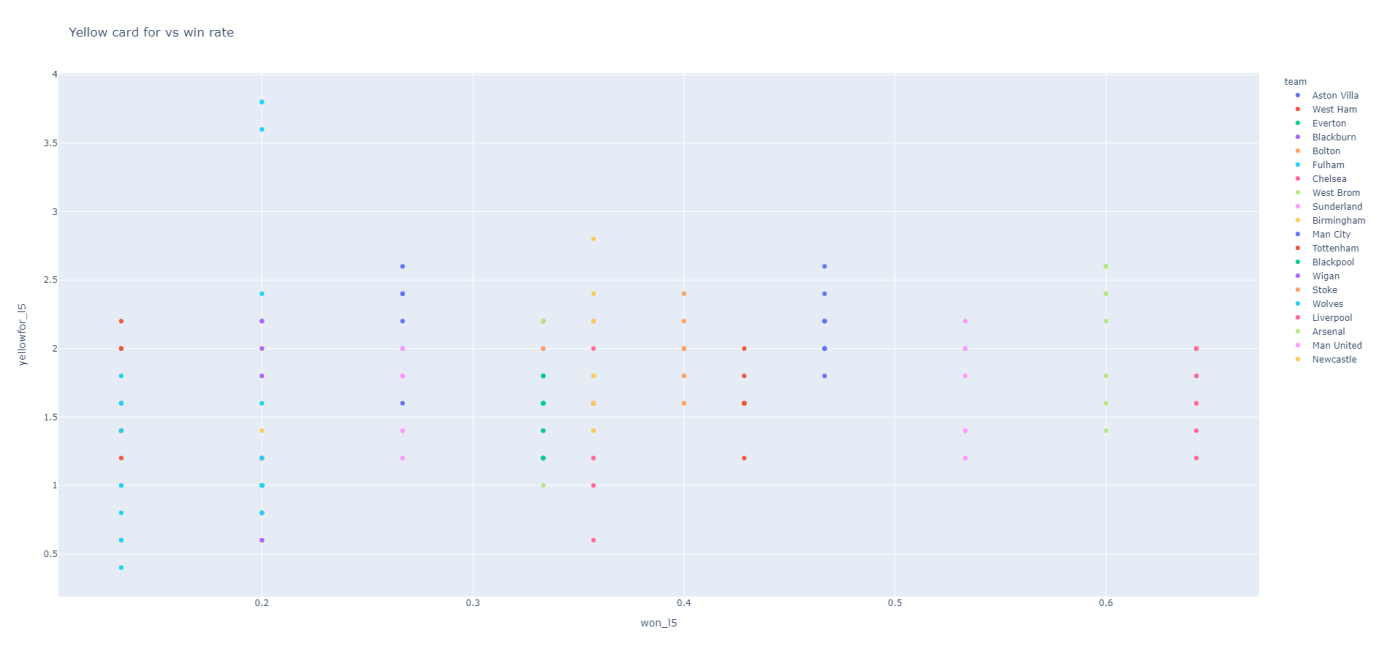 Yellow card for vs win rate
4
3.5
3
2.5
2
1.5
1
0.5
yellowfor_l5
0.2
0.3
0.4
0.5
0.6
won_l5
team
Aston Villa
West Ham
Everton
Blackburn
Bolton
Fulham
Chelsea
West Brom
Sunderland
Birmingham
Man City
Tottenham
Blackpool
Wigan
Stoke
Wolves
Liverpool
Arsenal
Man United
Newcastle